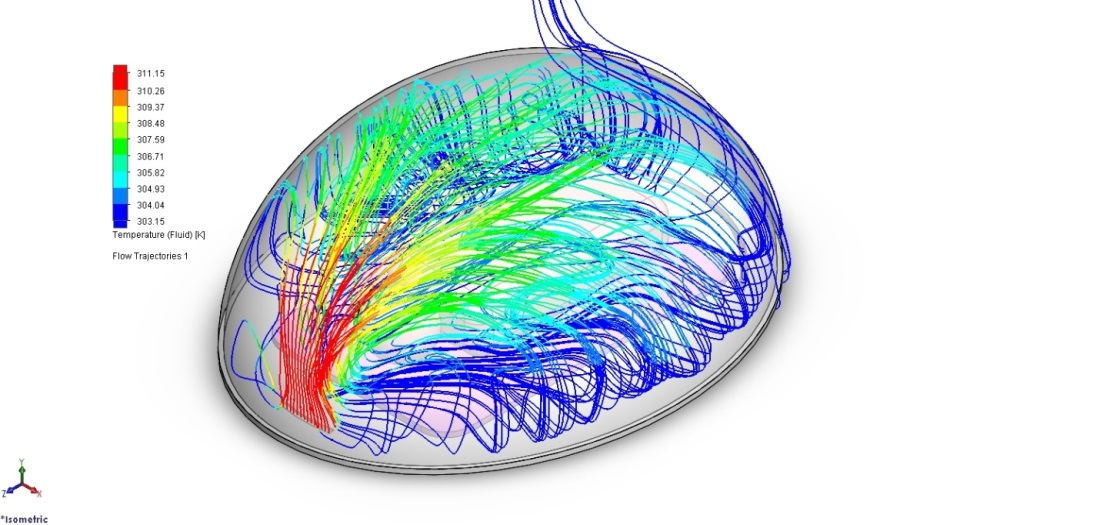 311.15
310.26
309.37
308.48
307.59
306.71
305.82
304.93
304.04
303.15
Temperature (Fluid) [K]
Flow Trajectories 1
Y
Z
X
*Isometric